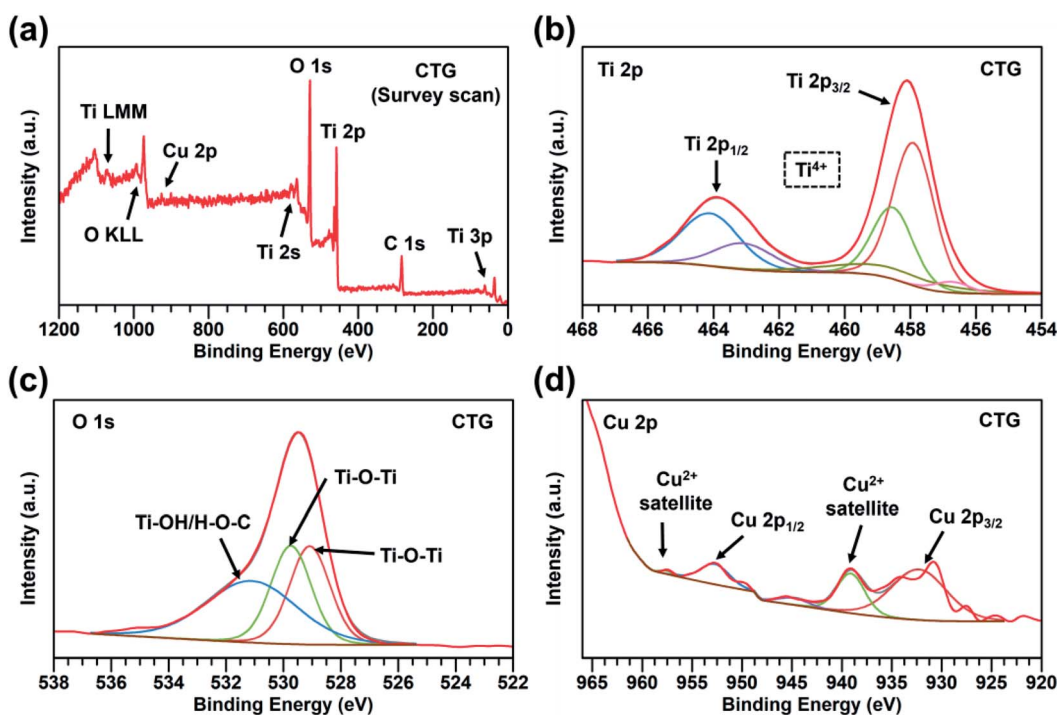 (a)
O 1s
CTG
(Survey scan)
Ti LMM
Ti 2p
Cu 2p
O KLL
Ti 2s
C 1s
Ti 3p
Intensity (a.u.)
1200 1000 800 600 400 200 0
Binding Energy (eV)
(b)
Ti 2p
CTG
Ti 2p3/2
Ti 2p1/2
Ti4+
Intensity (a.u.)
468 466 464 462 460 458 456 454
Binding Energy (eV)
(c)
O 1s
CTG
Ti-O-Ti
Ti-OH/H-O-C
Ti-O-Ti
Intensity (a.u.)
538 536 534 532 530 528 526 524 522
Binding Energy (eV)
(d)
Cu 2p
CTG
Cu2+
satellite
Cu 2p1/2
Cu2+
satellite
Cu 2p3/2
Intensity (a.u.)
965 960 955 950 945 940 935 930 925 920
Binding Energy (eV)